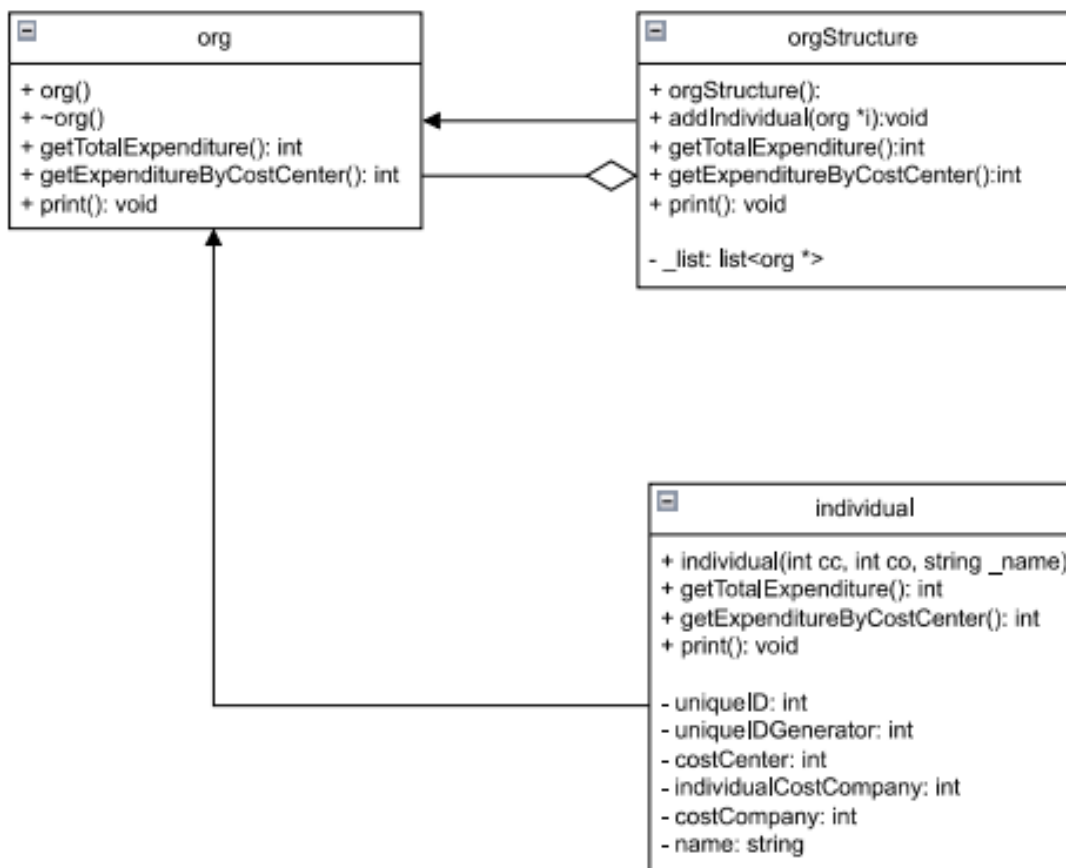 org
+ org()
+ ~org()
+ getTotalExpenditure(): int
+ getExpenditureByCostCenter(): int
+ print(): void
orgStructure
+ orgStructure():
+ addIndividual(org *i):void
+ getTotalExpenditure():int
+ getExpenditureByCostCenter():int
+ print(): void
- _list: list<org *>
individual
+ individual(int cc, int co, string _name)
+ getTotalExpenditure(): int
+ getExpenditureByCostCenter(): int
+ print(): void
- uniqueID: int
- uniqueIDGenerator: int
- costCenter: int
- individualCostCompany: int
- costCompany: int
- name: string